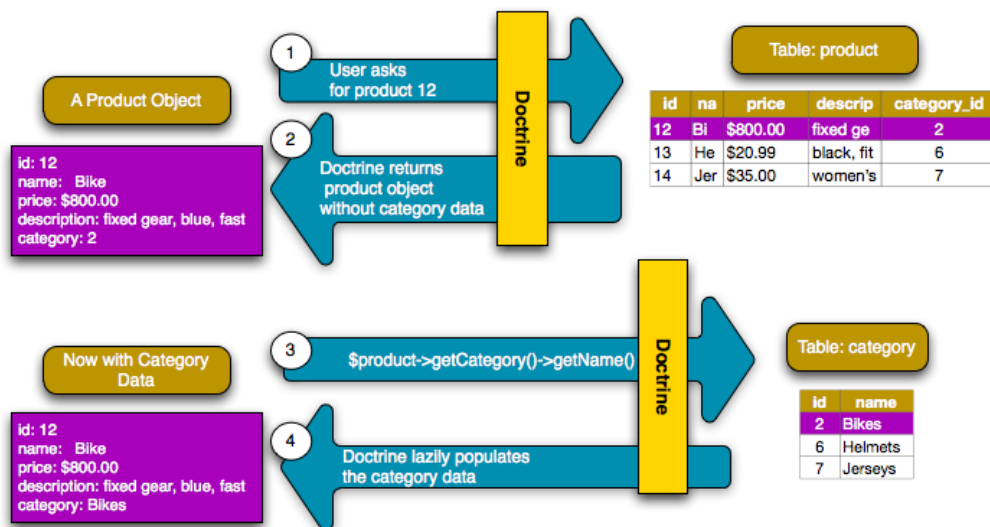 1
User asks
for product 12
Doctrine
Table: product
id na price descrip category_id
12 Bi $800.00 fixed ge 2
13 He $20.99 black, fit 6
14 Jer $35.00 women's 7
A Product Object
id: 12
name: Bike
price: $800.00
description: fixed gear, blue, fast
category: 2
2
Doctrine returns
product object
without category data
3
$product->getCategory()->getName()
Doctrine
Table: category
id name
2 Bikes
6 Helmets
7 Jerseys
Now with Category
Data
id: 12
name: Bike
price: $800.00
description: fixed gear, blue, fast
category: Bikes
4
Doctrine lazily populates
the category data